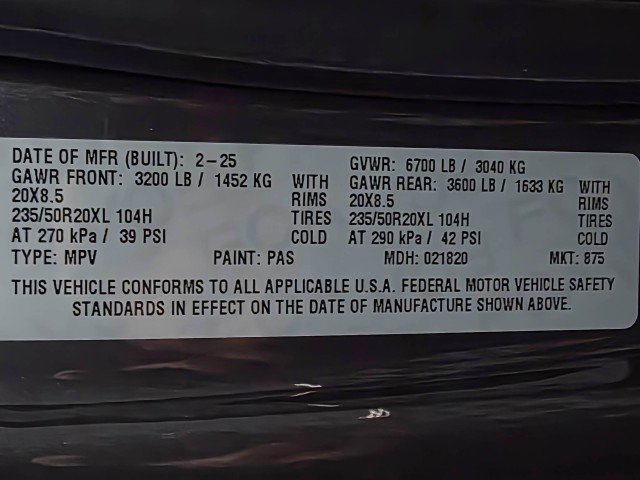 DATE OF MFR (BUILT): 2-25 GVWR: 6700 LB / 3040 KG
GAWR FRONT: 3200 LB / 1452 KG WITH GAWR REAR: 3600 LB / 1633 KG WITH
20X8.5 RIMS 20X8.5 RIMS
235/50R20XL 104H TIRES 235/50R20XL 104H TIRES
AT 270 kPa / 39 PSI COLD AT 290 kPa / 42 PSI COLD
TYPE: MPV PAINT: PAS MDH: 021820 MKT: 875
THIS VEHICLE CONFORMS TO ALL APPLICABLE U.S.A. FEDERAL MOTOR VEHICLE SAFETY
STANDARDS IN EFFECT ON THE DATE OF MANUFACTURE SHOWN ABOVE.